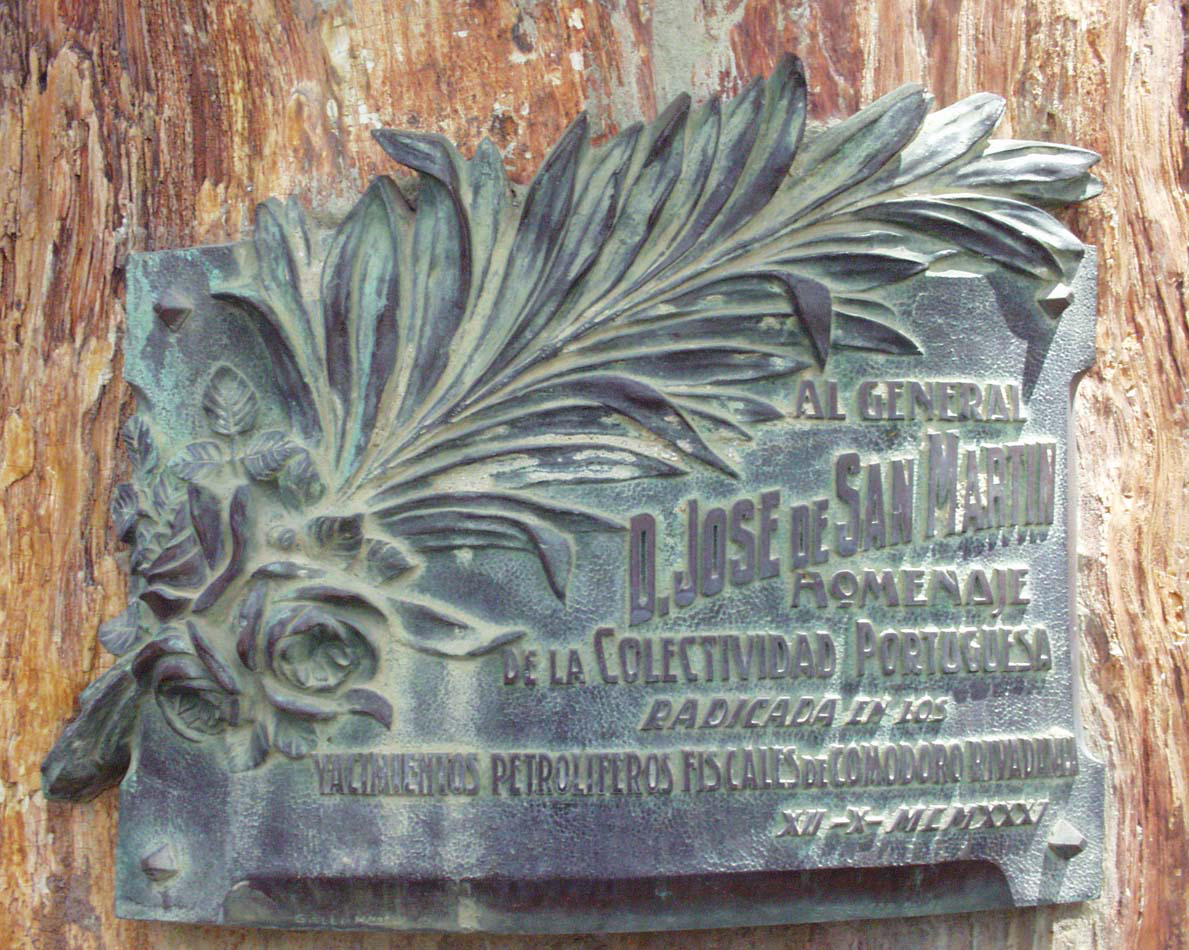 AL GENERAL
D. JOSE DE SAN MARTIN
HOMENAJE
DE LA COLECTIVIDAD PORTUGUESA
RADICADA EN LOS
YACIMIENTOS PETROLIFEROS FISCALES DE COMODORO RIVADAVIA
XII-X-MCMXXXI